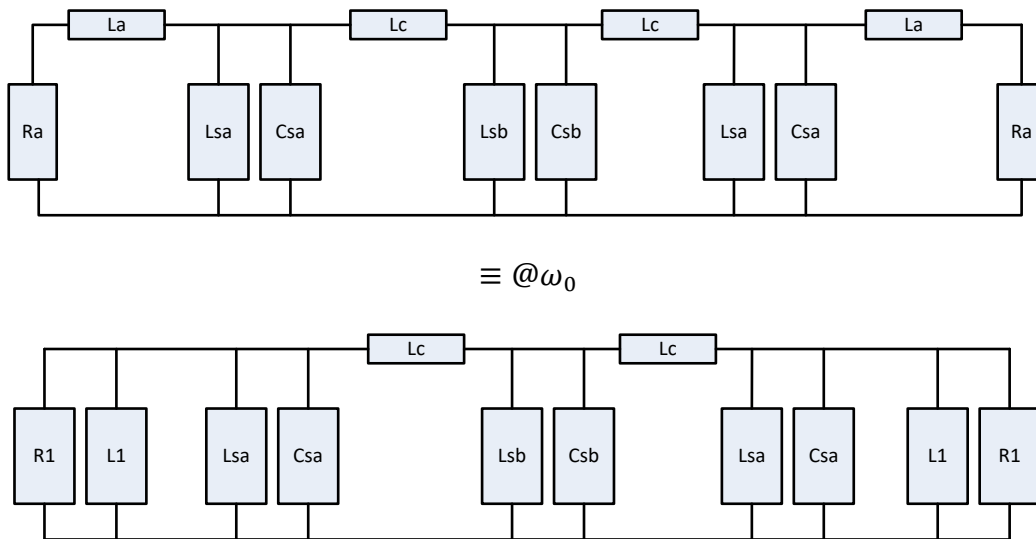 La Lc Lc La
Ra Lsa Csa Lsb Csb Lsa Csa Ra
≡ @ω₀
Lc Lc
R1 L1 Lsa Csa Lsb Csb Lsa Csa L1 R1